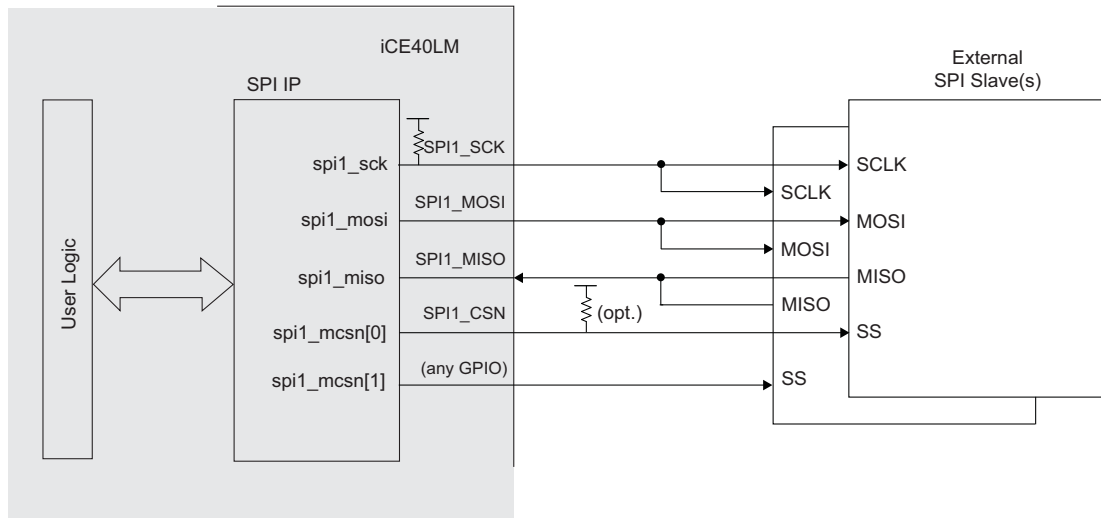 iCE40LM
External
SPI Slave(s)
SPI IP
User Logic
spi1_sck
SPI1_SCK
SCLK
SCLK
spi1_mosi
SPI1_MOSI
MOSI
MOSI
spi1_miso
SPI1_MISO
MISO
MISO
spi1_mcsn[0]
SPI1_CSN
(opt.)
SS
spi1_mcsn[1]
(any GPIO)
SS